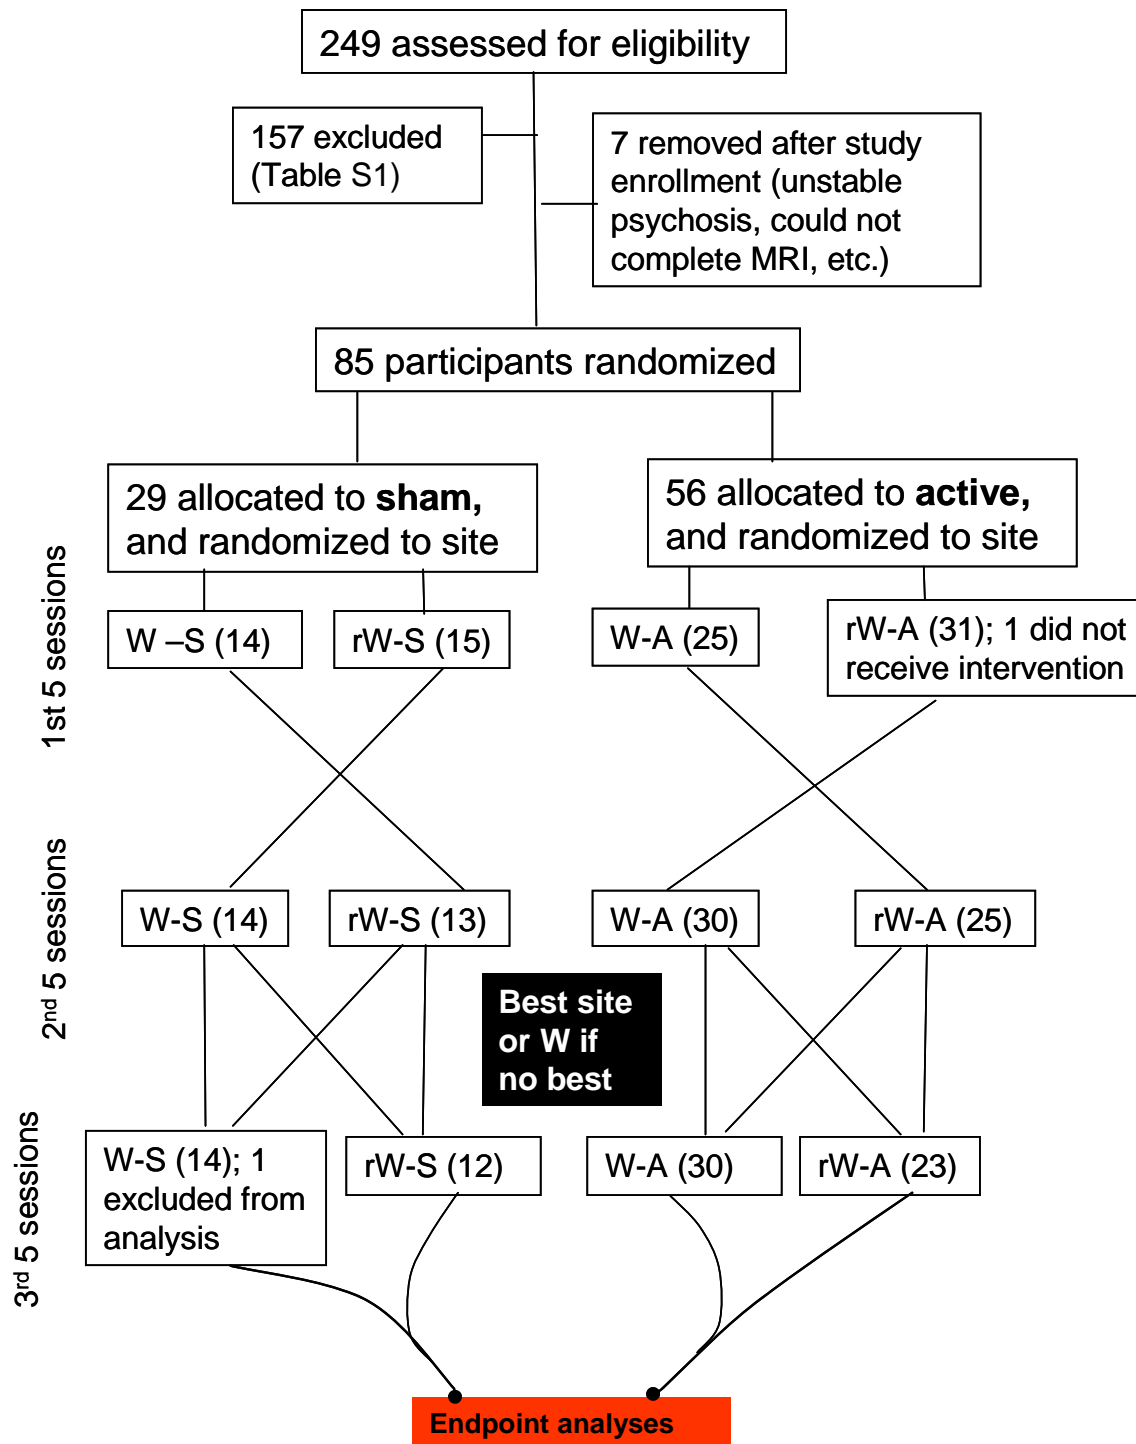 249 assessed for eligibility
157 excluded
(Table S1)
7 removed after study
enrollment (unstable
psychosis, could not
complete MRI, etc.)
85 participants randomized
29 allocated to sham,
and randomized to site
56 allocated to active,
and randomized to site
1st 5 sessions
W –S (14)
rW-S (15)
W-A (25)
rW-A (31); 1 did not
receive intervention
2nd 5 sessions
W-S (14)
rW-S (13)
W-A (30)
rW-A (25)
Best site
or W if
no best
3rd 5 sessions
W-S (14); 1
excluded from
analysis
rW-S (12)
W-A (30)
rW-A (23)
Endpoint analyses